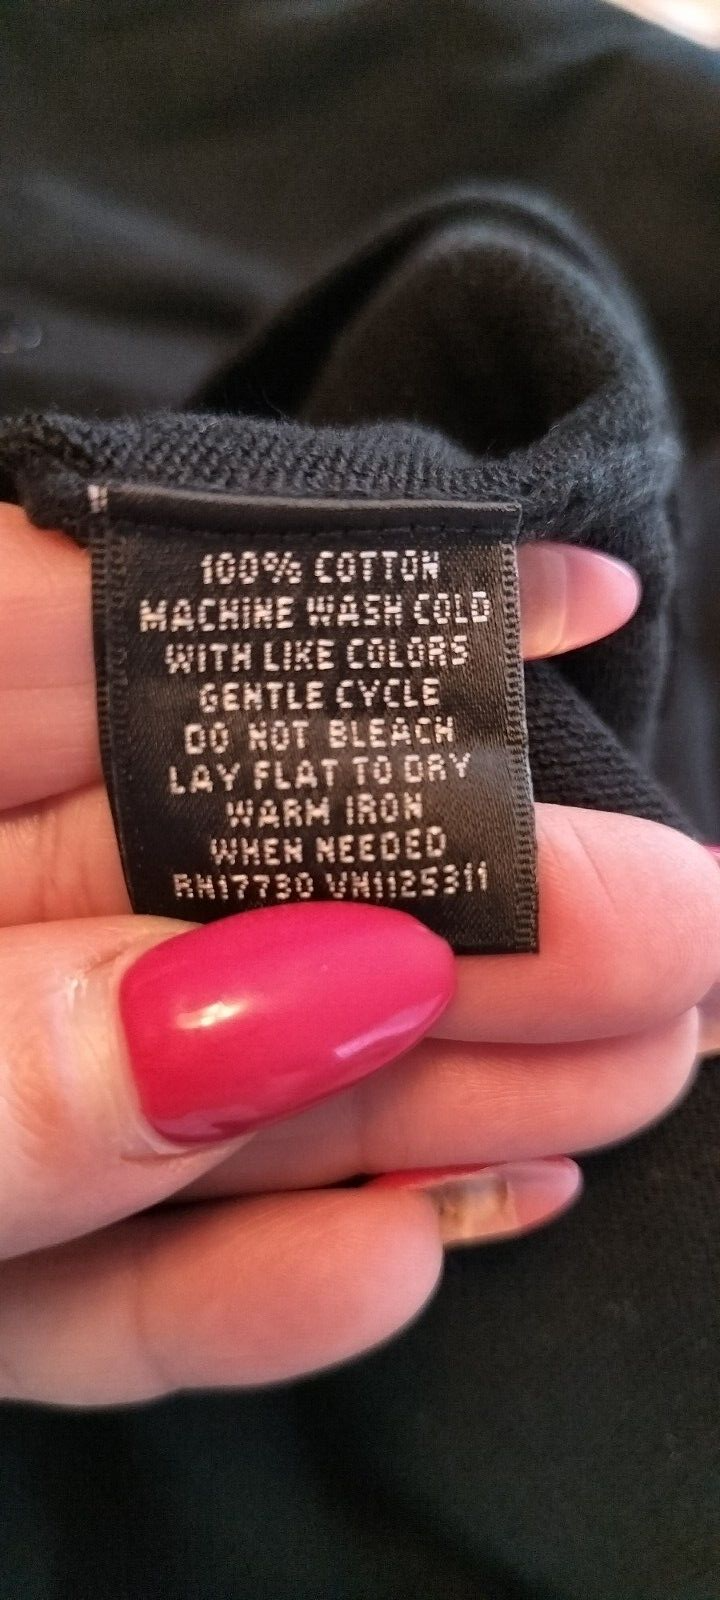 100% COTTON
MACHINE WASH COLD
WITH LIKE COLORS
GENTLE CYCLE
DO NOT BLEACH
LAY FLAT TO DRY
WARM IRON
WHEN NEEDED
RN17730 VN1125311